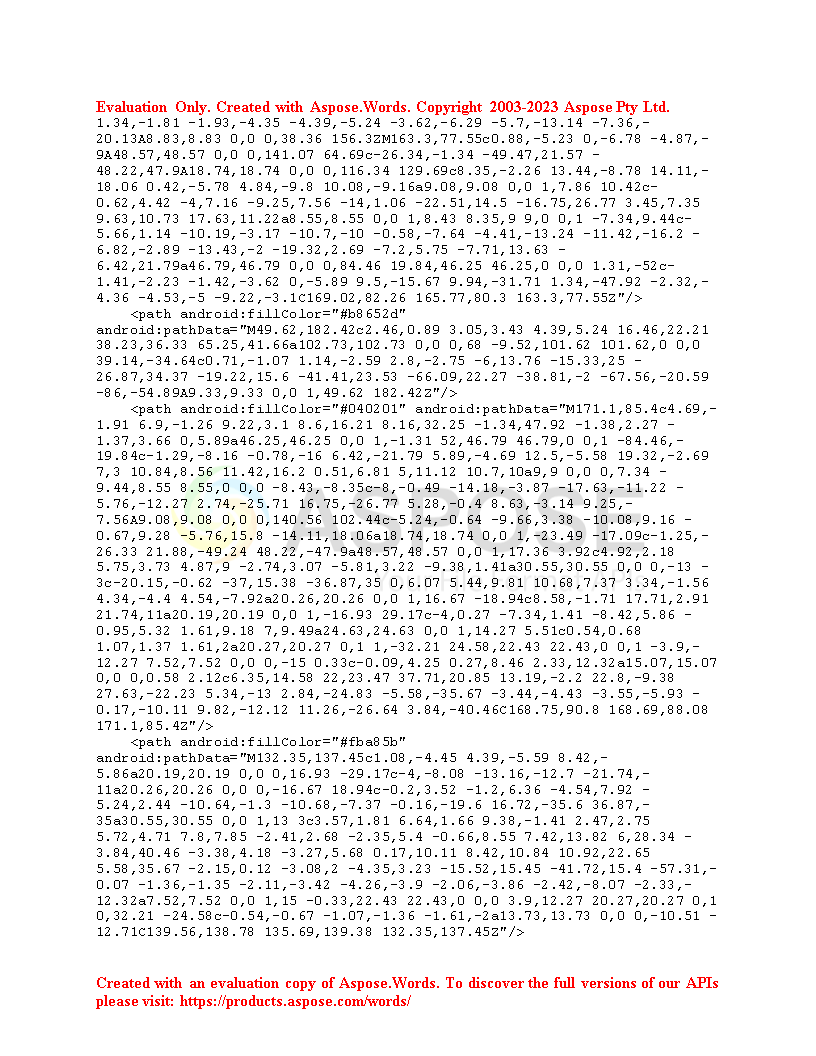 Evaluation Only. Created with Aspose.Words. Copyright 2003-2023 Aspose Pty Ltd.
1.34,-1.81 -1.93,-4.35 -4.39,-5.24 -3.62,-6.29 -5.7,-13.14 -7.36,-
20.13A8.83,8.83 0,0 0,38.36 156.3ZM163.3,77.55c0.88,-5.23 0,-6.78 -4.87,-
9A48.57,48.57 0,0 0,141.07 64.69c-26.34,-1.34 -49.47,21.57 -
48.22,47.9A18.74,18.74 0,0 0,116.34 129.69c8.35,-2.26 13.44,-8.78 14.11,-
18.06 0.42,-5.78 4.84,-9.8 10.08,-9.16a9.08,9.08 0,0 1,7.86 10.42c-
0.62,4.42 -4,7.16 -9.25,7.56 -14,1.06 -22.51,14.5 -16.75,26.77 3.45,7.35
9.63,10.73 17.63,11.22a8.55,8.55 0,0 1,8.43 8.35,9 9,0 0,1 -7.34,9.44c-
5.66,1.14 -10.19,-3.17 -10.7,-10 -0.58,-7.64 -4.41,-13.24 -11.42,-16.2 -
6.82,-2.89 -13.43,-2 -19.32,2.69 -7.2,5.75 -7.71,13.63 -
6.42,21.79a46.79,46.79 0,0 0,84.46 19.84,46.25 46.25,0 0,0 1.31,-52c-
1.41,-2.23 -1.42,-3.62 0,-5.89 9.5,-15.67 9.94,-31.71 1.34,-47.92 -2.32,-
4.36 -4.53,-5 -9.22,-3.1C169.02,82.26 165.77,80.3 163.3,77.55Z"/>
<path android:fillColor="#b8652d"
android:pathData="M49.62,182.42c2.46,0.89 3.05,3.43 4.39,5.24 16.46,22.21
38.23,36.33 65.25,41.66a102.73,102.73 0,0 0,68 -9.52,101.62 101.62,0 0,0
39.14,-34.64c0.71,-1.07 1.14,-2.59 2.8,-2.75 -6,13.76 -15.33,25 -
26.87,34.37 -19.22,15.6 -41.41,23.53 -66.09,22.27 -38.81,-2 -67.56,-20.59
-86,-54.89A9.33,9.33 0,0 1,49.62 182.42Z"/>
<path android:fillColor="#040201" android:pathData="M171.1,85.4c4.69,-
1.91 6.9,-1.26 9.22,3.1 8.6,16.21 8.16,32.25 -1.34,47.92 -1.38,2.27 -
1.37,3.66 0,5.89a46.25,46.25 0,0 1,-1.31 52,46.79 46.79,0 0,1 -84.46,-
19.84c-1.29,-8.16 -0.78,-16 6.42,-21.79 5.89,-4.69 12.5,-5.58 19.32,-2.69
7,3 10.84,8.56 11.42,16.2 0.51,6.81 5,11.12 10.7,10a9,9 0,0 0,7.34 -
9.44,8.55 8.55,0 0,0 -8.43,-8.35c-8,-0.49 -14.18,-3.87 -17.63,-11.22 -
5.76,-12.27 2.74,-25.71 16.75,-26.77 5.28,-0.4 8.63,-3.14 9.25,-
7.56A9.08,9.08 0,0 0,140.56 102.44c-5.24,-0.64 -9.66,3.38 -10.08,9.16 -
0.67,9.28 -5.76,15.8 -14.11,18.06a18.74,18.74 0,0 1,-23.49 -17.09c-1.25,-
26.33 21.88,-49.24 48.22,-47.9a48.57,48.57 0,0 1,17.36 3.92c4.92,2.18
5.75,3.73 4.87,9 -2.74,3.07 -5.81,3.22 -9.38,1.41a30.55,30.55 0,0 0,-13 -
3c-20.15,-0.62 -37,15.38 -36.87,35 0,6.07 5.44,9.81 10.68,7.37 3.34,-1.56
4.34,-4.4 4.54,-7.92a20.26,20.26 0,0 1,16.67 -18.94c8.58,-1.71 17.71,2.91
21.74,11a20.19,20.19 0,0 1,-16.93 29.17c-4,0.27 -7.34,1.41 -8.42,5.86 -
0.95,5.32 1.61,9.18 7,9.49a24.63,24.63 0,0 1,14.27 5.51c0.54,0.68
1.07,1.37 1.61,2a20.27,20.27 0,1 1,-32.21 24.58,22.43 22.43,0 0,1 -3.9,-
12.27 7.52,7.52 0,0 0,-15 0.33c-0.09,4.25 0.27,8.46 2.33,12.32a15.07,15.07
0,0 0,0.58 2.12c6.35,14.58 22,23.47 37.71,20.85 13.19,-2.2 22.8,-9.38
27.63,-22.23 5.34,-13 2.84,-24.83 -5.58,-35.67 -3.44,-4.43 -3.55,-5.93 -
0.17,-10.11 9.82,-12.12 11.26,-26.64 3.84,-40.46C168.75,90.8 168.69,88.08
171.1,85.4Z"/>
<path android:fillColor="#fba85b"
android:pathData="M132.35,137.45c1.08,-4.45 4.39,-5.59 8.42,-
5.86a20.19,20.19 0,0 0,16.93 -29.17c-4,-8.08 -13.16,-12.7 -21.74,-
11a20.26,20.26 0,0 0,-16.67 18.94c-0.2,3.52 -1.2,6.36 -4.54,7.92 -
5.24,2.44 -10.64,-1.3 -10.68,-7.37 -0.16,-19.6 16.72,-35.6 36.87,-
35a30.55,30.55 0,0 1,13 3c3.57,1.81 6.64,1.66 9.38,-1.41 2.47,2.75
5.72,4.71 7.8,7.85 -2.41,2.68 -2.35,5.4 -0.66,8.55 7.42,13.82 6,28.34 -
3.84,40.46 -3.38,4.18 -3.27,5.68 0.17,10.11 8.42,10.84 10.92,22.65
5.58,35.67 -2.15,0.12 -3.08,2 -4.35,3.23 -15.52,15.45 -41.72,15.4 -57.31,-
0.07 -1.36,-1.35 -2.11,-3.42 -4.26,-3.9 -2.06,-3.86 -2.42,-8.07 -2.33,-
12.32a7.52,7.52 0,0 1,15 -0.33,22.43 22.43,0 0,0 3.9,12.27 20.27,20.27 0,1
0,32.21 -24.58c-0.54,-0.67 -1.07,-1.36 -1.61,-2a13.73,13.73 0,0 0,-10.51 -
12.71C139.56,138.78 135.69,139.38 132.35,137.45Z"/>
ASPOSE
Created with an evaluation copy of Aspose.Words. To discover the full versions of our APIs
please visit: https://products.aspose.com/words/